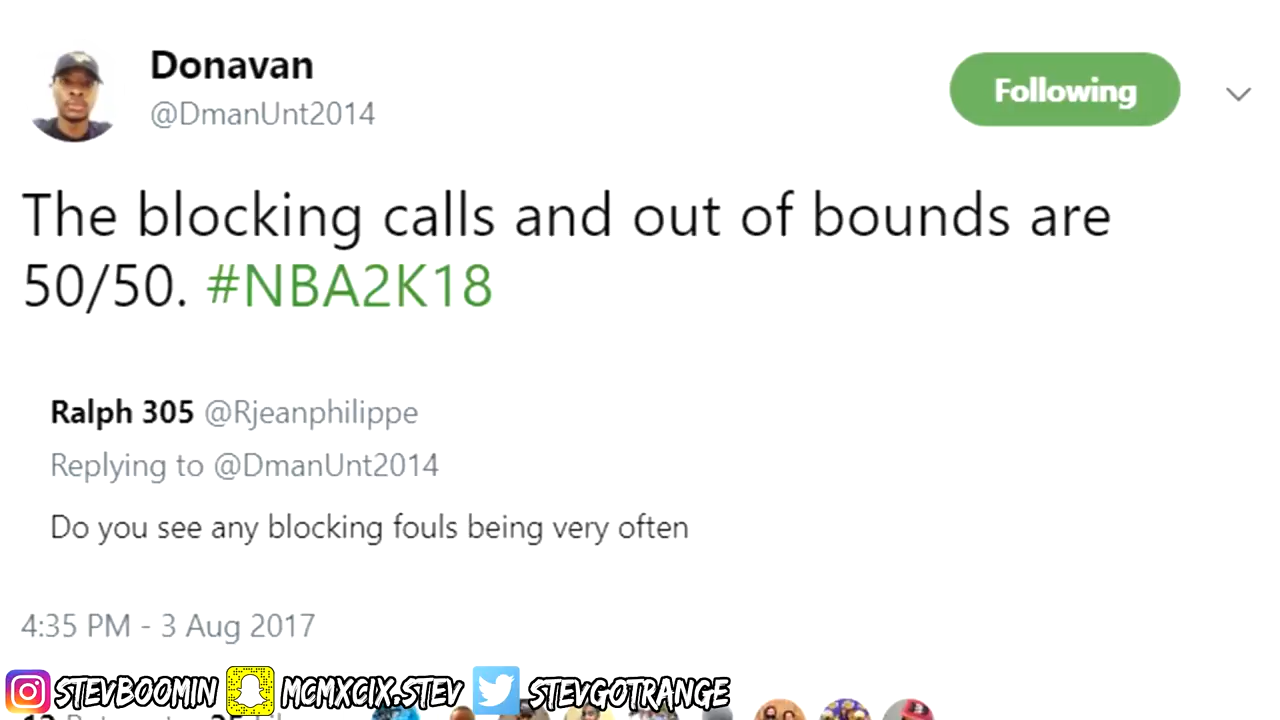 Donavan
@DmanUnt2014
Following
The blocking calls and out of bounds are
50/50. #NBA2K18
Ralph 305 @Rjeanphilippe
Replying to @DmanUnt2014
Do you see any blocking fouls being very often
4:35 PM - 3 Aug 2017
STEVBOOMIN MCMXCIX.STEV STEVGOTRANGE